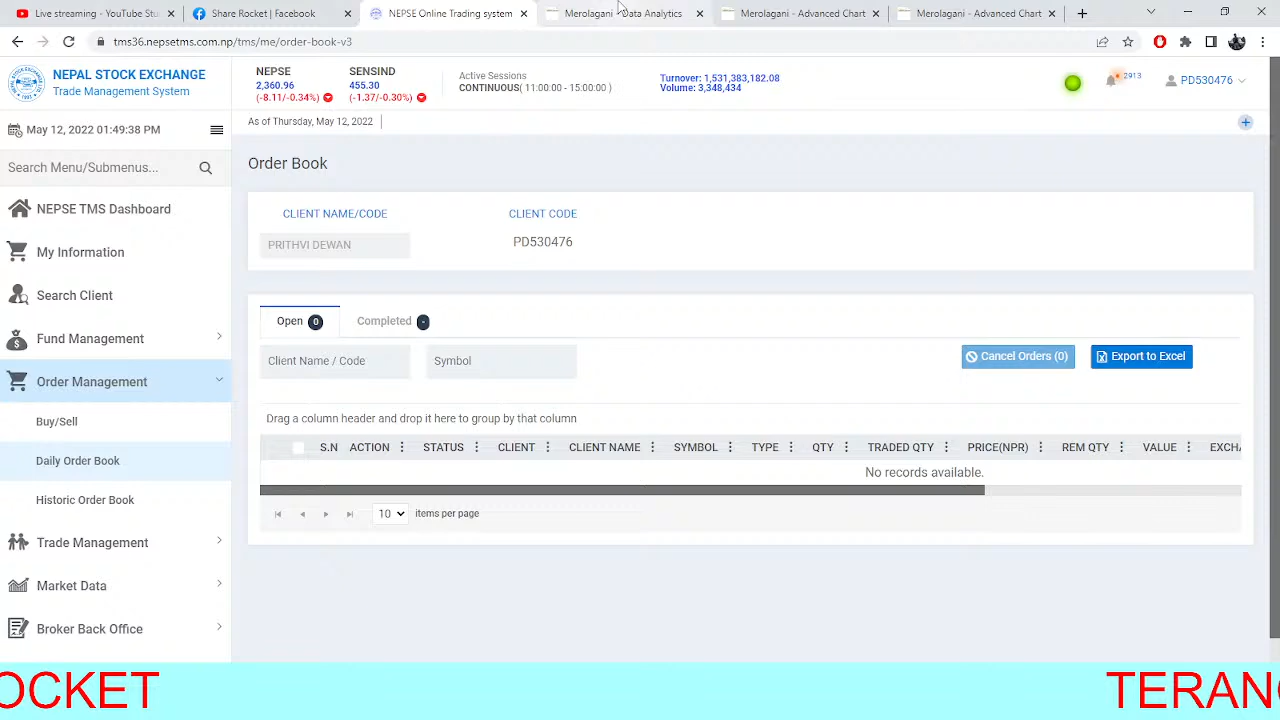 Live streaming - YouTube Stu
Share Rocket | Facebook
NEPSE Online Trading system
Merolagani - Data Analytics
Merolagani - Advanced Chart
Merolagani - Advanced Chart
tms36.nepsetms.com.np/tms/me/order-book-v3
NEPAL STOCK EXCHANGE
Trade Management System
NEPSE
2,360.96
(-8.11/-0.34%)
SENSIND
455.30
(-1.37/-0.30%)
Active Sessions
CONTINUOUS( 11:00:00 - 15:00:00 )
Turnover: 1,531,383,182.08
Volume: 3,348,434
2913
PD530476
May 12, 2022 01:49:38 PM
As of Thursday, May 12, 2022
Search Menu/Submenus...
NEPSE TMS Dashboard
My Information
Search Client
Fund Management
Order Management
Buy/Sell
Daily Order Book
Historic Order Book
Trade Management
Market Data
Broker Back Office
Order Book
CLIENT NAME/CODE
CLIENT CODE
PRITHVI DEWAN
PD530476
Open 0
Completed -
Client Name / Code
Symbol
Cancel Orders (0)
Export to Excel
Drag a column header and drop it here to group by that column
S.N ACTION STATUS CLIENT CLIENT NAME SYMBOL TYPE QTY TRADED QTY PRICE(NPR) REM QTY VALUE EXCHA
No records available.
10 items per page
OCKET
TERANG